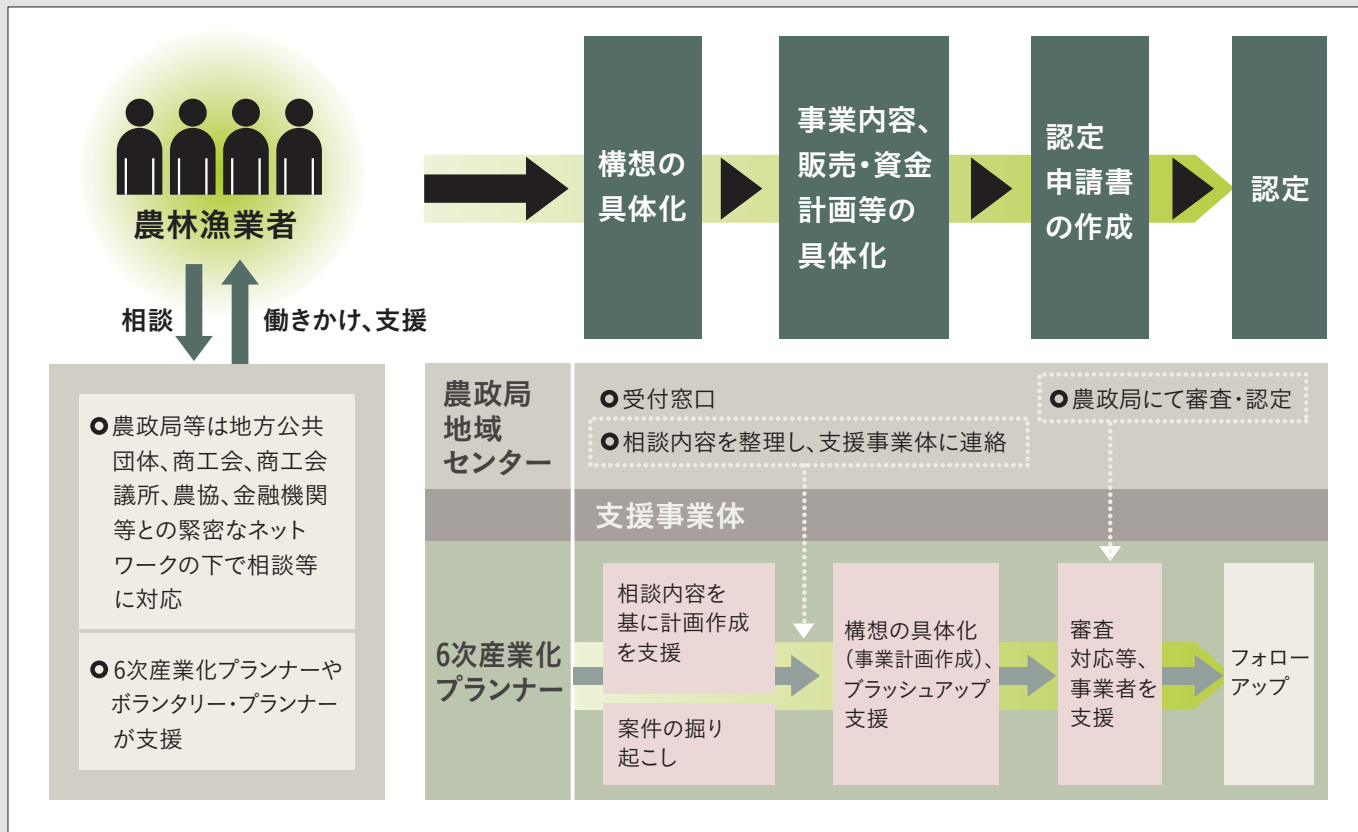 農林漁業者
構想の
具体化
事業内容、
販売・資金
計画等の
具体化
認定
申請書
の作成
認定
相談
働きかけ、支援
農政局等は地方公共
団体、商工会、商工会
議所、農協、金融機関
等との緊密なネット
ワークの下で相談等
に対応
6次産業化プランナーや
ボランタリー・プランナー
が支援
農政局
地域
センター
受付窓口
相談内容を整理し、支援事業体に連絡
農政局にて審査・認定
支援事業体
6次産業化
プランナー
相談内容を
基に計画作成
を支援
案件の掘り
起こし
構想の具体化
（事業計画作成）、
ブラッシュアップ
支援
審査
対応等、
事業者を
支援
フォロー
アップ